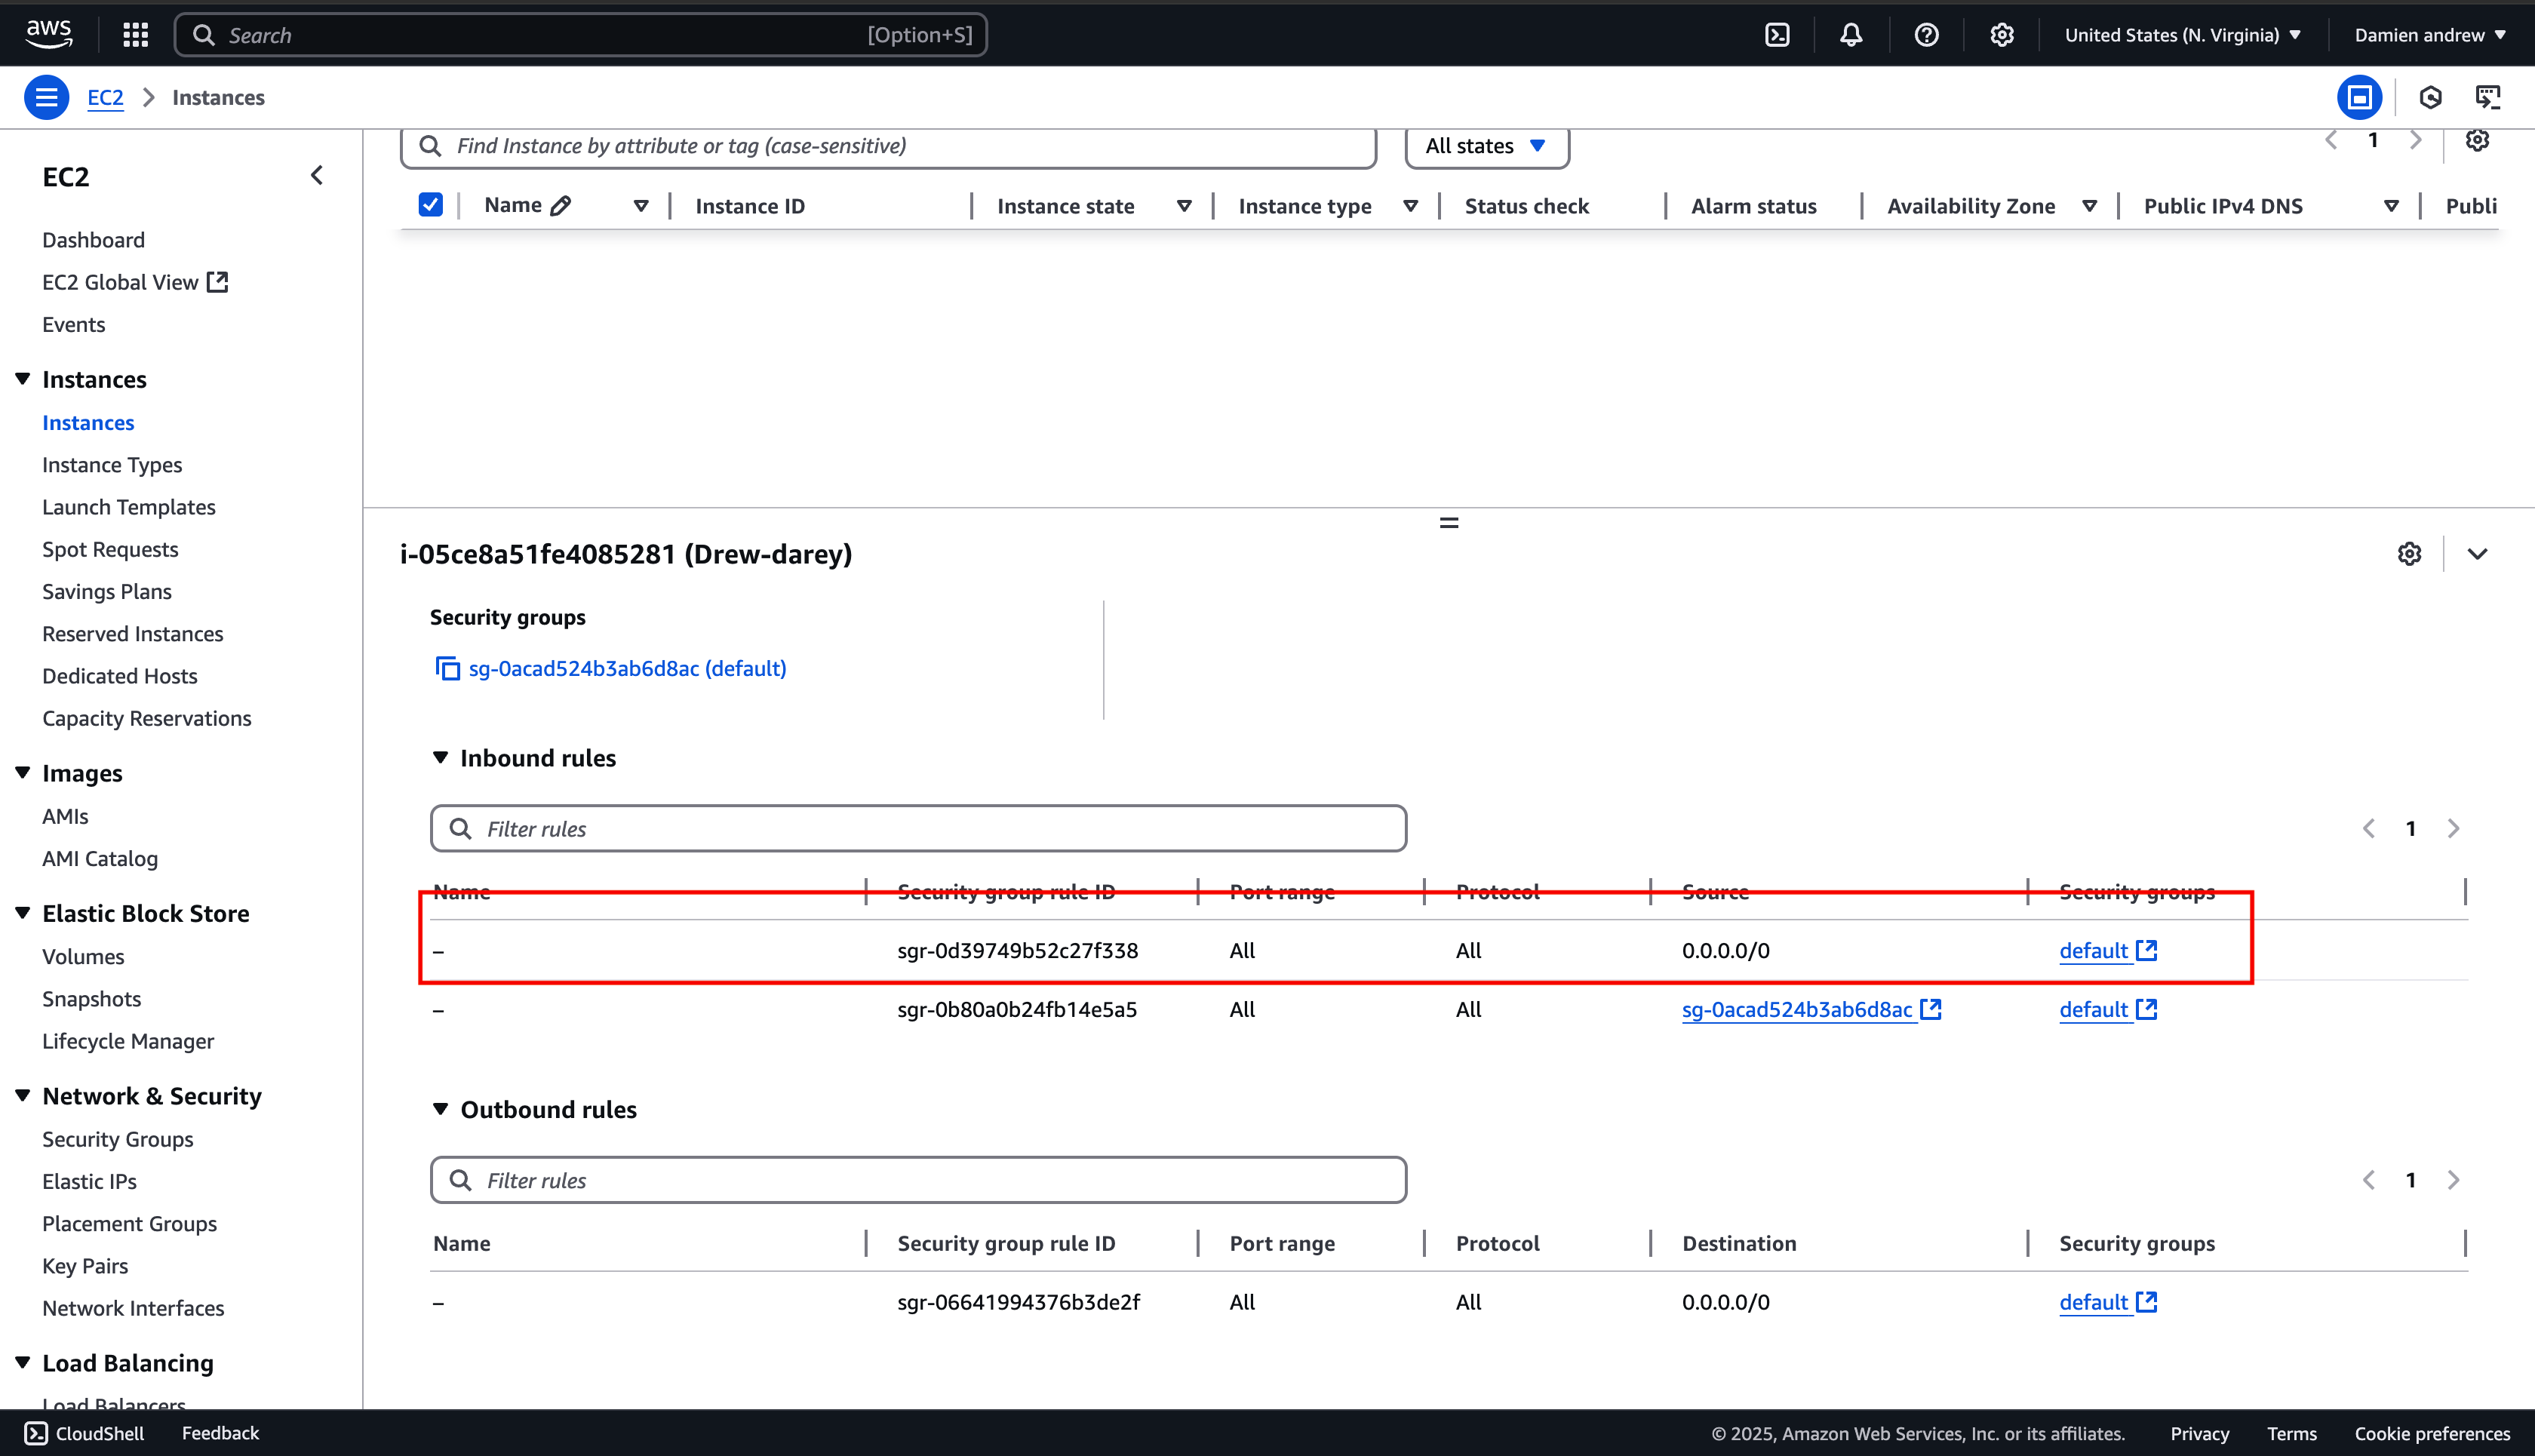 aws
Search [Option+S] United States (N. Virginia) Damien andrew
EC2 Instances
EC2
Dashboard
EC2 Global View
Events
Instances
Instances
Instance Types
Launch Templates
Spot Requests
Savings Plans
Reserved Instances
Dedicated Hosts
Capacity Reservations
Images
AMIs
AMI Catalog
Elastic Block Store
Volumes
Snapshots
Lifecycle Manager
Network & Security
Security Groups
Elastic IPs
Placement Groups
Key Pairs
Network Interfaces
Load Balancing
Load Balancers
Find Instance by attribute or tag (case-sensitive) All states 1
Name Instance ID Instance state Instance type Status check Alarm status Availability Zone Public IPv4 DNS Publi
i-05ce8a51fe4085281 (Drew-darey)
Security groups
sg-0acad524b3ab6d8ac (default)
Inbound rules
Filter rules 1
Name Security group rule ID Port range Protocol Source Security groups
– sgr-0d39749b52c27f338 All All 0.0.0.0/0 default
– sgr-0b80a0b24fb14e5a5 All All sg-0acad524b3ab6d8ac default
Outbound rules
Filter rules 1
Name Security group rule ID Port range Protocol Destination Security groups
– sgr-06641994376b3de2f All All 0.0.0.0/0 default
CloudShell Feedback © 2025, Amazon Web Services, Inc. or its affiliates. Privacy Terms Cookie preferences